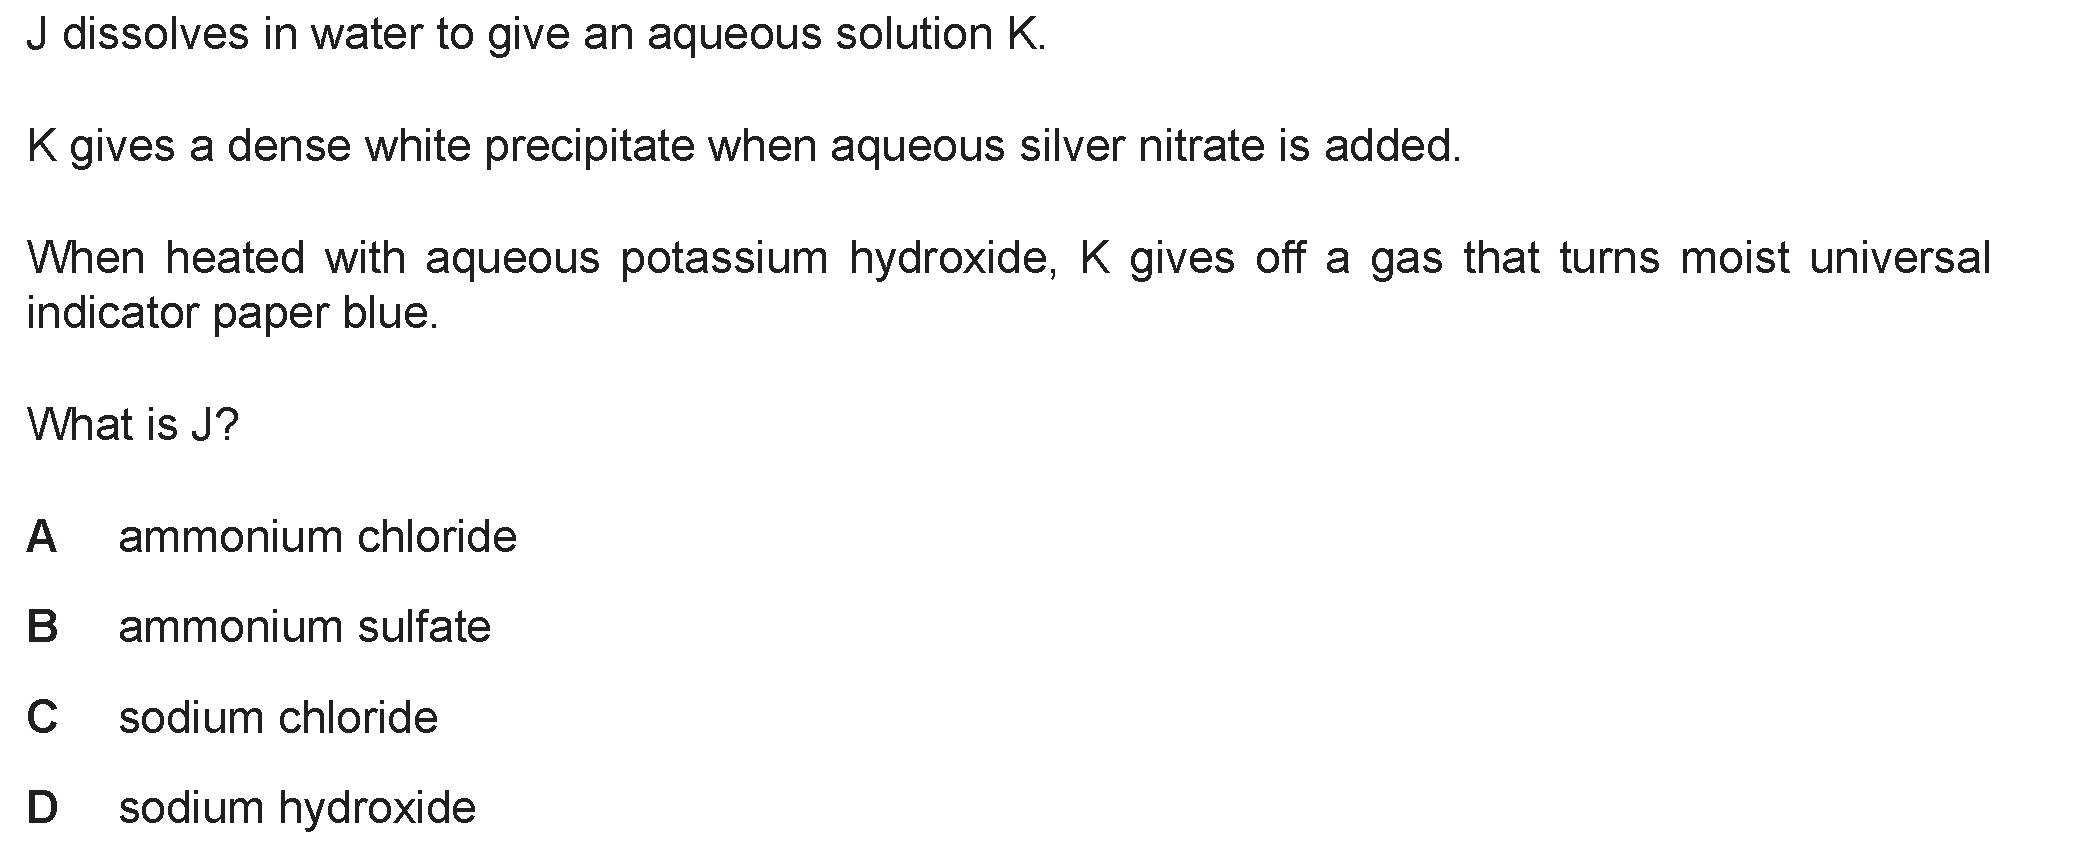 J dissolves in water to give an aqueous solution K.
K gives a dense white precipitate when aqueous silver nitrate is added.
When heated with aqueous potassium hydroxide, K gives off a gas that turns moist universal
indicator paper blue.
What is J?
A ammonium chloride
B ammonium sulfate
C sodium chloride
D sodium hydroxide